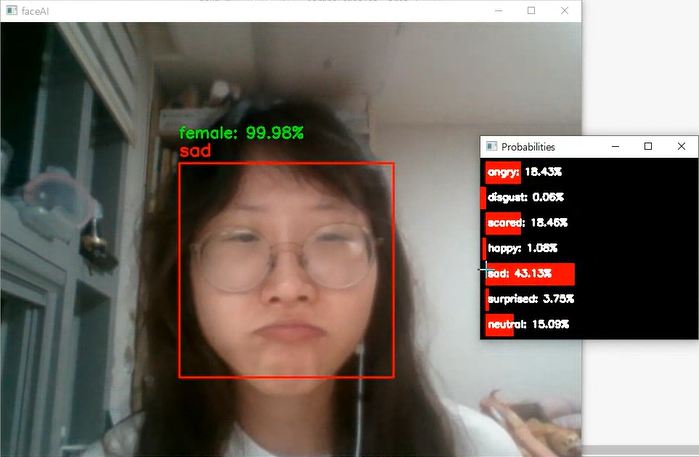 faceAI
female: 99.98%
sad
Probabilities
angry: 18.43%
disgust: 0.06%
scared: 18.46%
happy: 1.08%
sad: 43.13%
surprised: 3.75%
neutral: 15.09%